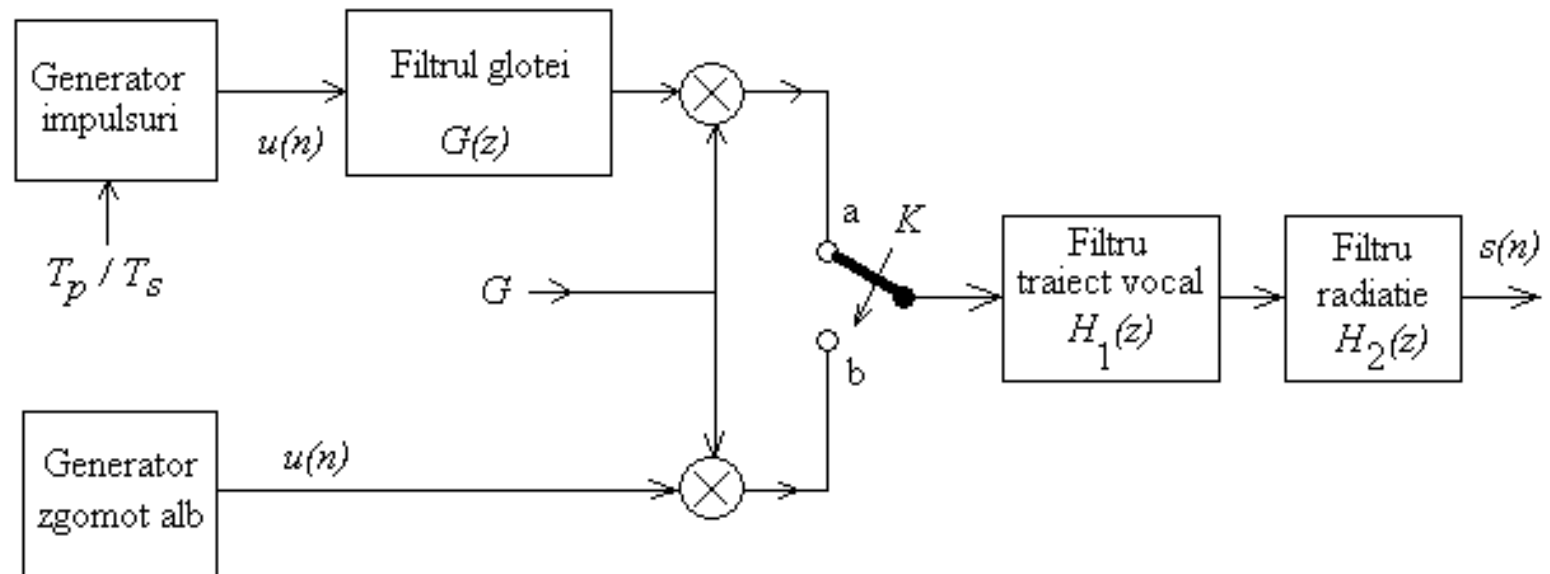 Generator
impulsuri
u(n)
Filtrul glotei
G(z)
T_p / T_s
G
a
K
b
Filtru
traiect vocal
H_1(z)
Filtru
radiatie
H_2(z)
s(n)
Generator
zgomot alb
u(n)